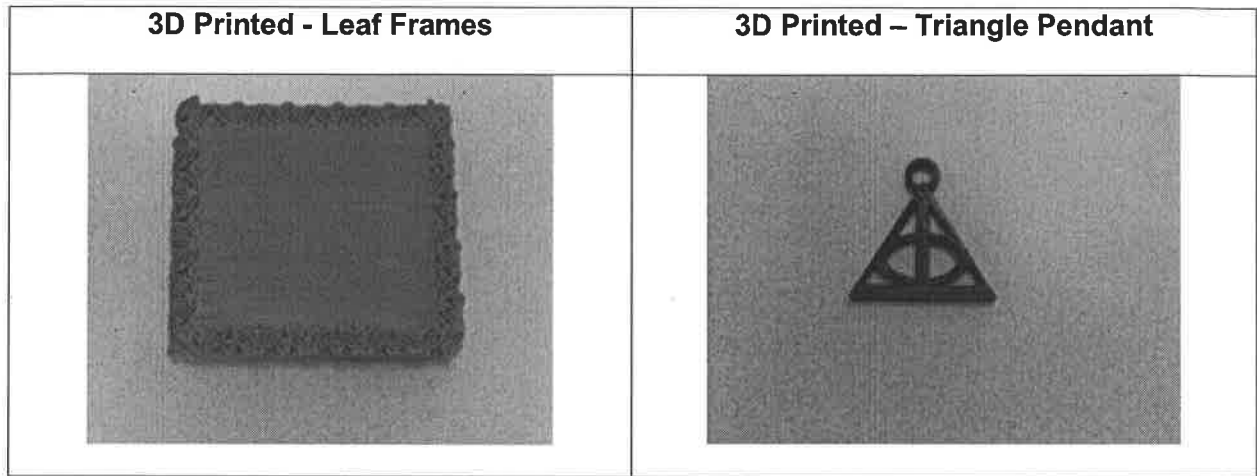 3D Printed - Leaf Frames
3D Printed – Triangle Pendant